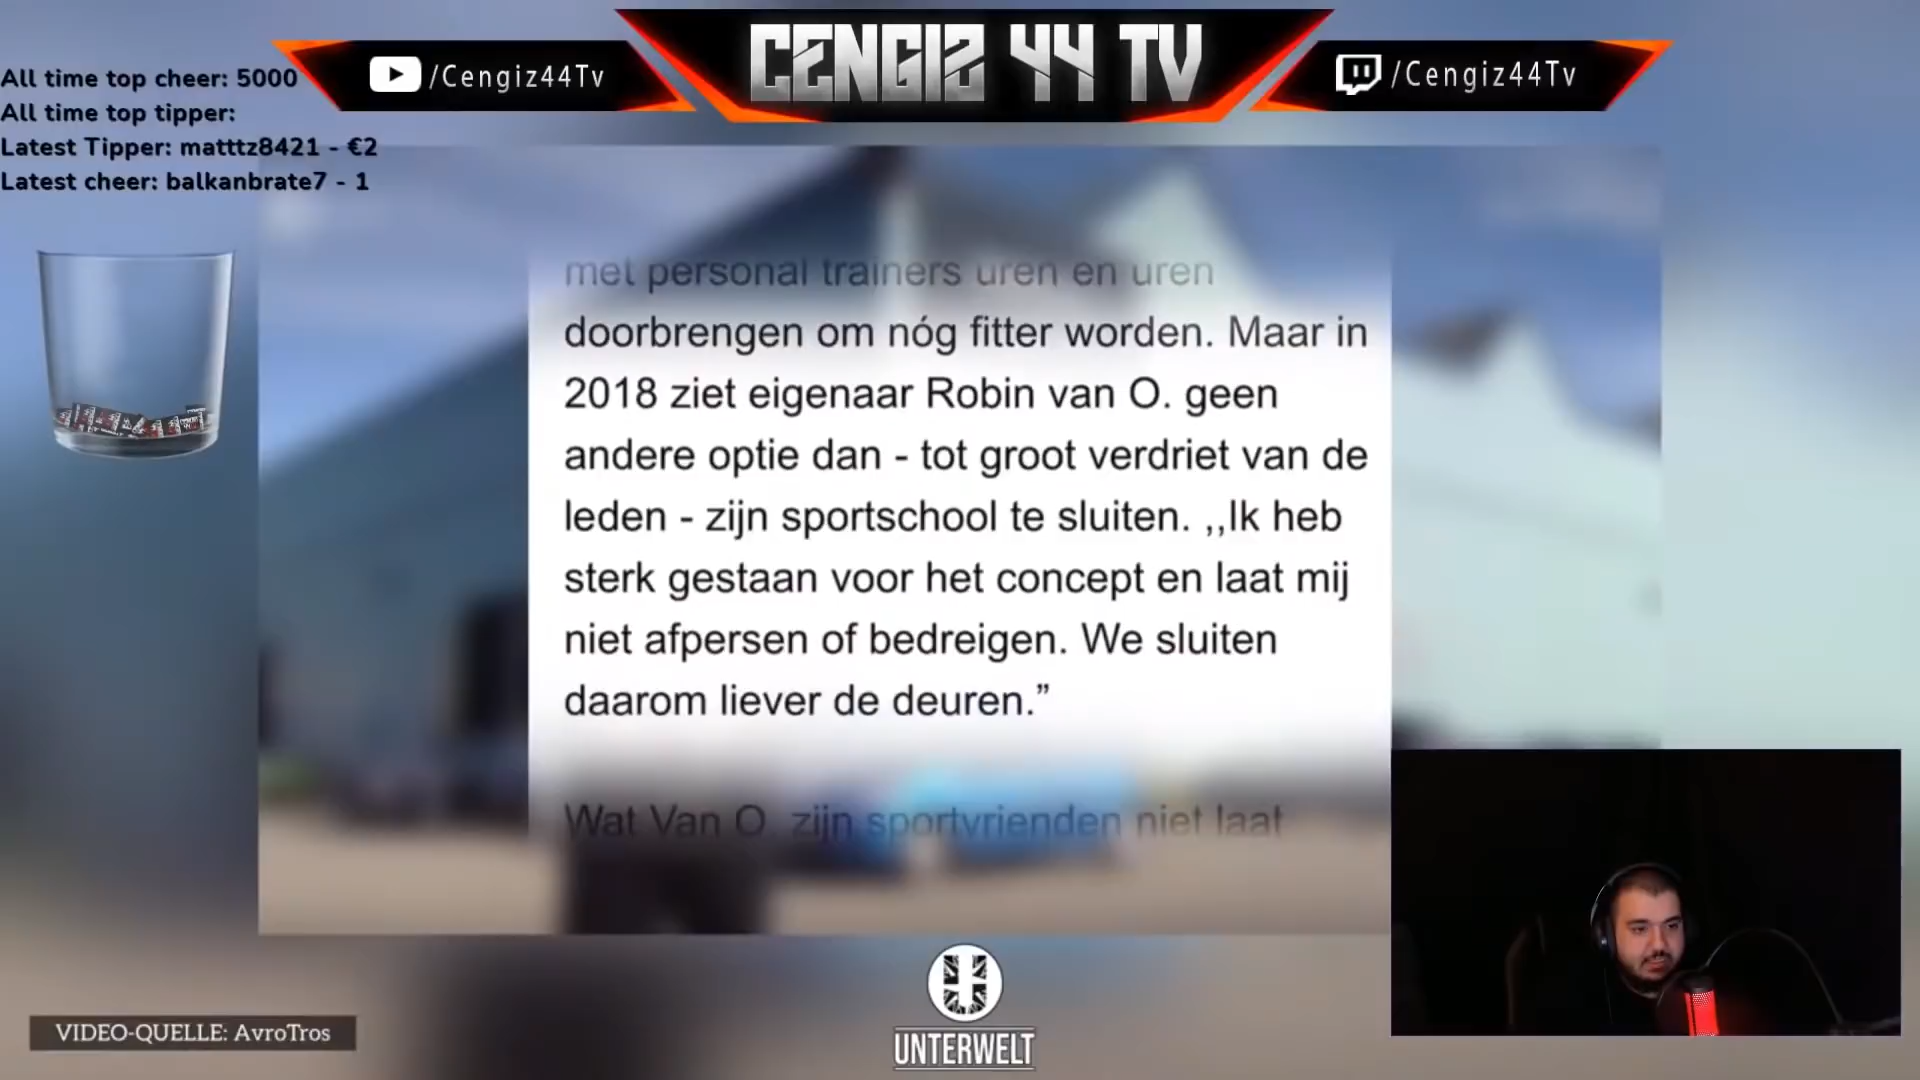 CENGIZ 44 TV
/Cengiz44Tv
/Cengiz44Tv
All time top cheer: 5000
All time top tipper:
Latest Tipper: matttz8421 - €2
Latest cheer: balkanbrate7 - 1
met personal trainers uren en uren
doorbrengen om nóg fitter worden. Maar in
2018 ziet eigenaar Robin van O. geen
andere optie dan - tot groot verdriet van de
leden - zijn sportschool te sluiten. ,,Ik heb
sterk gestaan voor het concept en laat mij
niet afpersen of bedreigen. We sluiten
daarom liever de deuren.”
Wat Van O. zijn sportvrienden niet laat
VIDEO-QUELLE: AvroTros
UNTERWELT